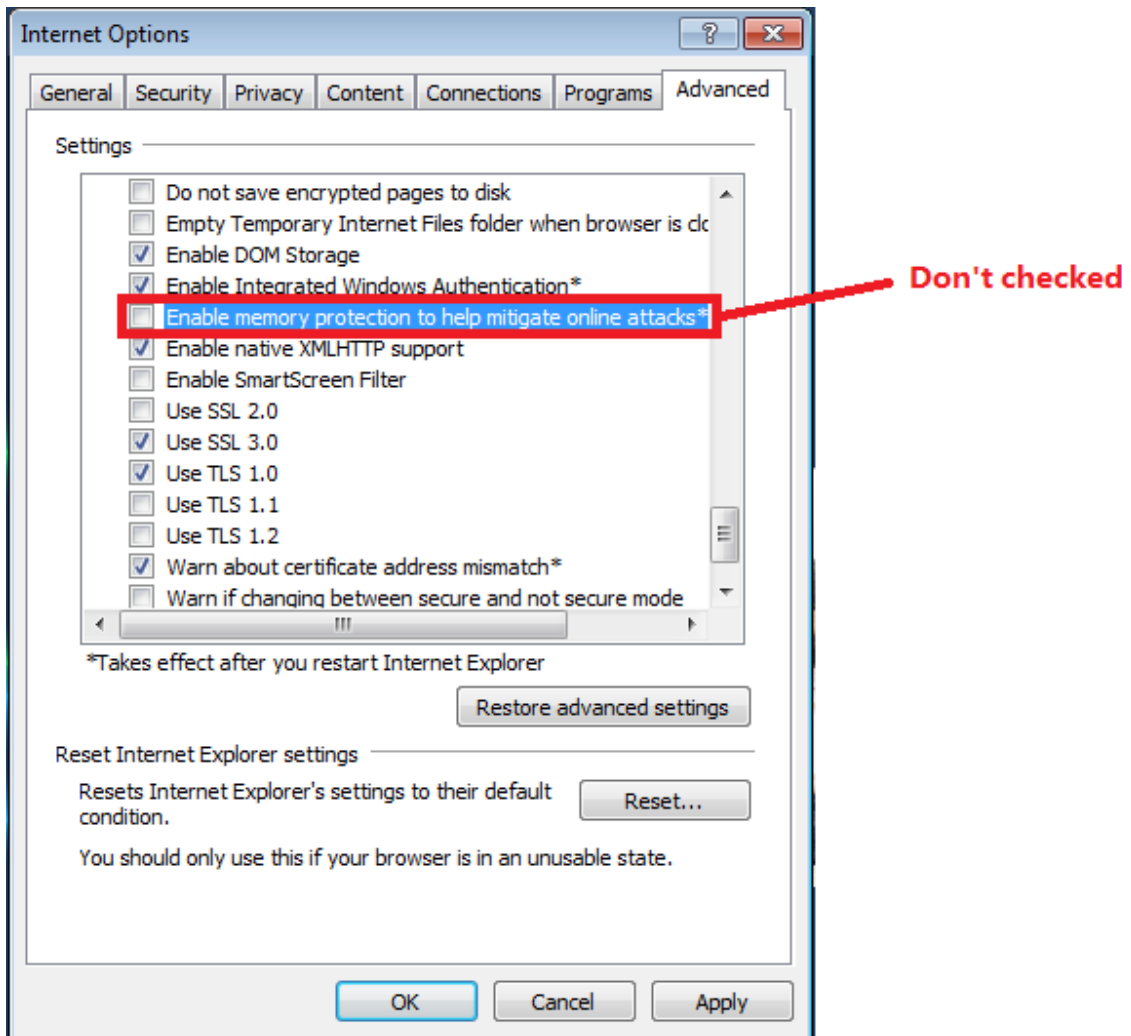 Internet Options
General Security Privacy Content Connections Programs Advanced
Settings
Do not save encrypted pages to disk
Empty Temporary Internet Files folder when browser is clo
Enable DOM Storage
Enable Integrated Windows Authentication*
Enable memory protection to help mitigate online attacks*
Don't checked
Enable native XMLHTTP support
Enable SmartScreen Filter
Use SSL 2.0
Use SSL 3.0
Use TLS 1.0
Use TLS 1.1
Use TLS 1.2
Warn about certificate address mismatch*
Warn if changing between secure and not secure mode
*Takes effect after you restart Internet Explorer
Restore advanced settings
Reset Internet Explorer settings
Resets Internet Explorer's settings to their default
condition.
Reset...
You should only use this if your browser is in an unusable state.
OK Cancel Apply